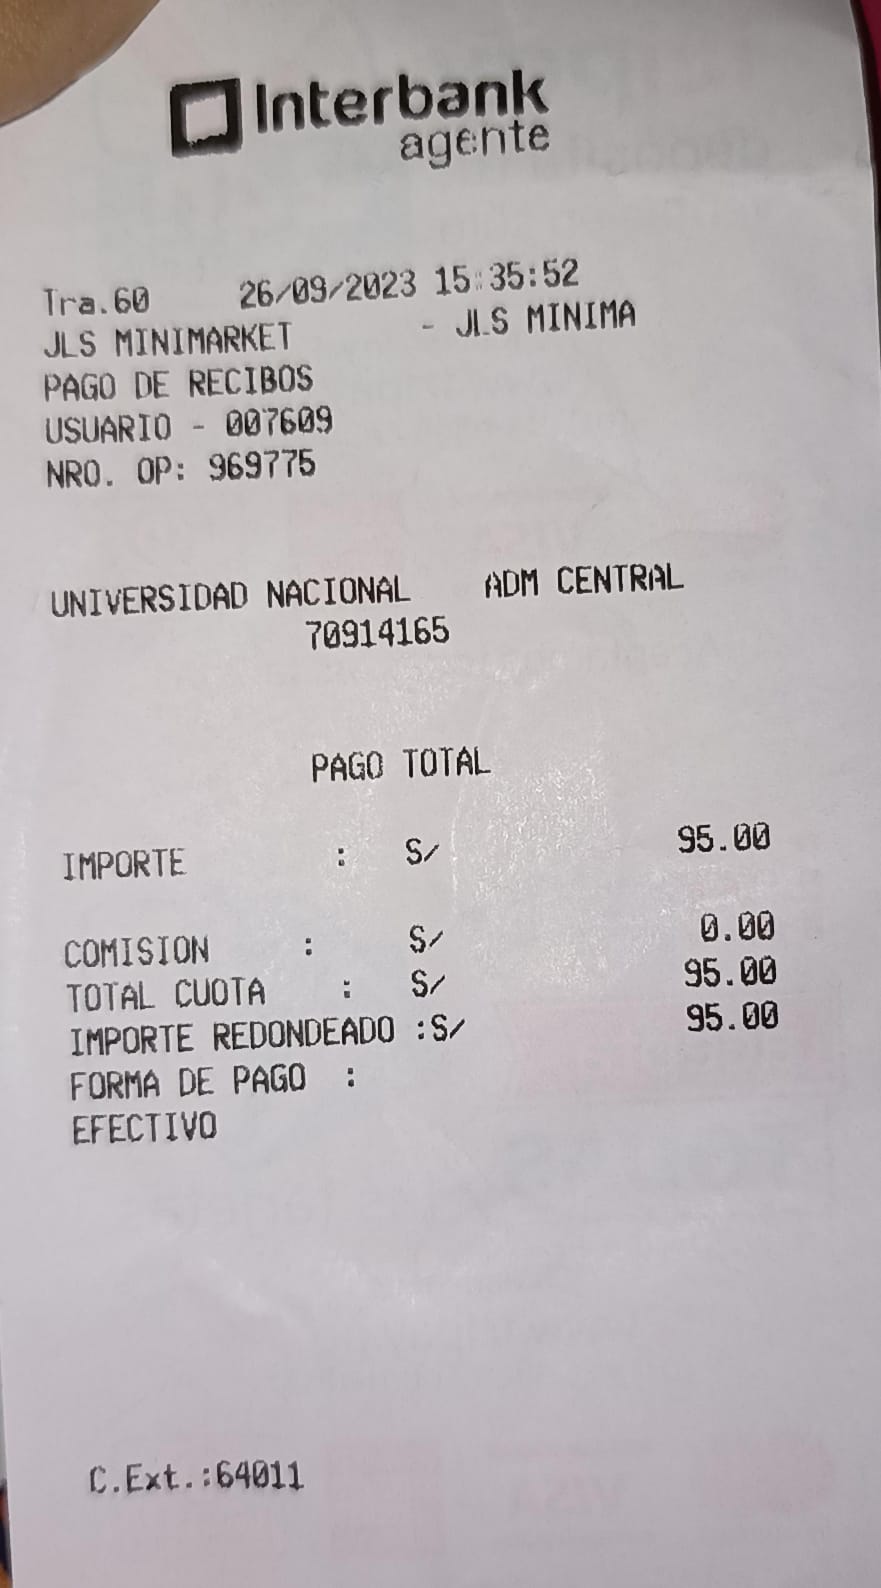 Interbank
agente
Tra.60 26/09/2023 15:35:52
JLS MINIMARKET - JLS MINIMA
PAGO DE RECIBOS
USUARIO - 007609
NRO. OP: 969775
UNIVERSIDAD NACIONAL ADM CENTRAL
70914165
PAGO TOTAL
IMPORTE : S/ 95.00
COMISION : S/ 0.00
TOTAL CUOTA : S/ 95.00
IMPORTE REDONDEADO :S/ 95.00
FORMA DE PAGO :
EFECTIVO
C.Ext.:64011